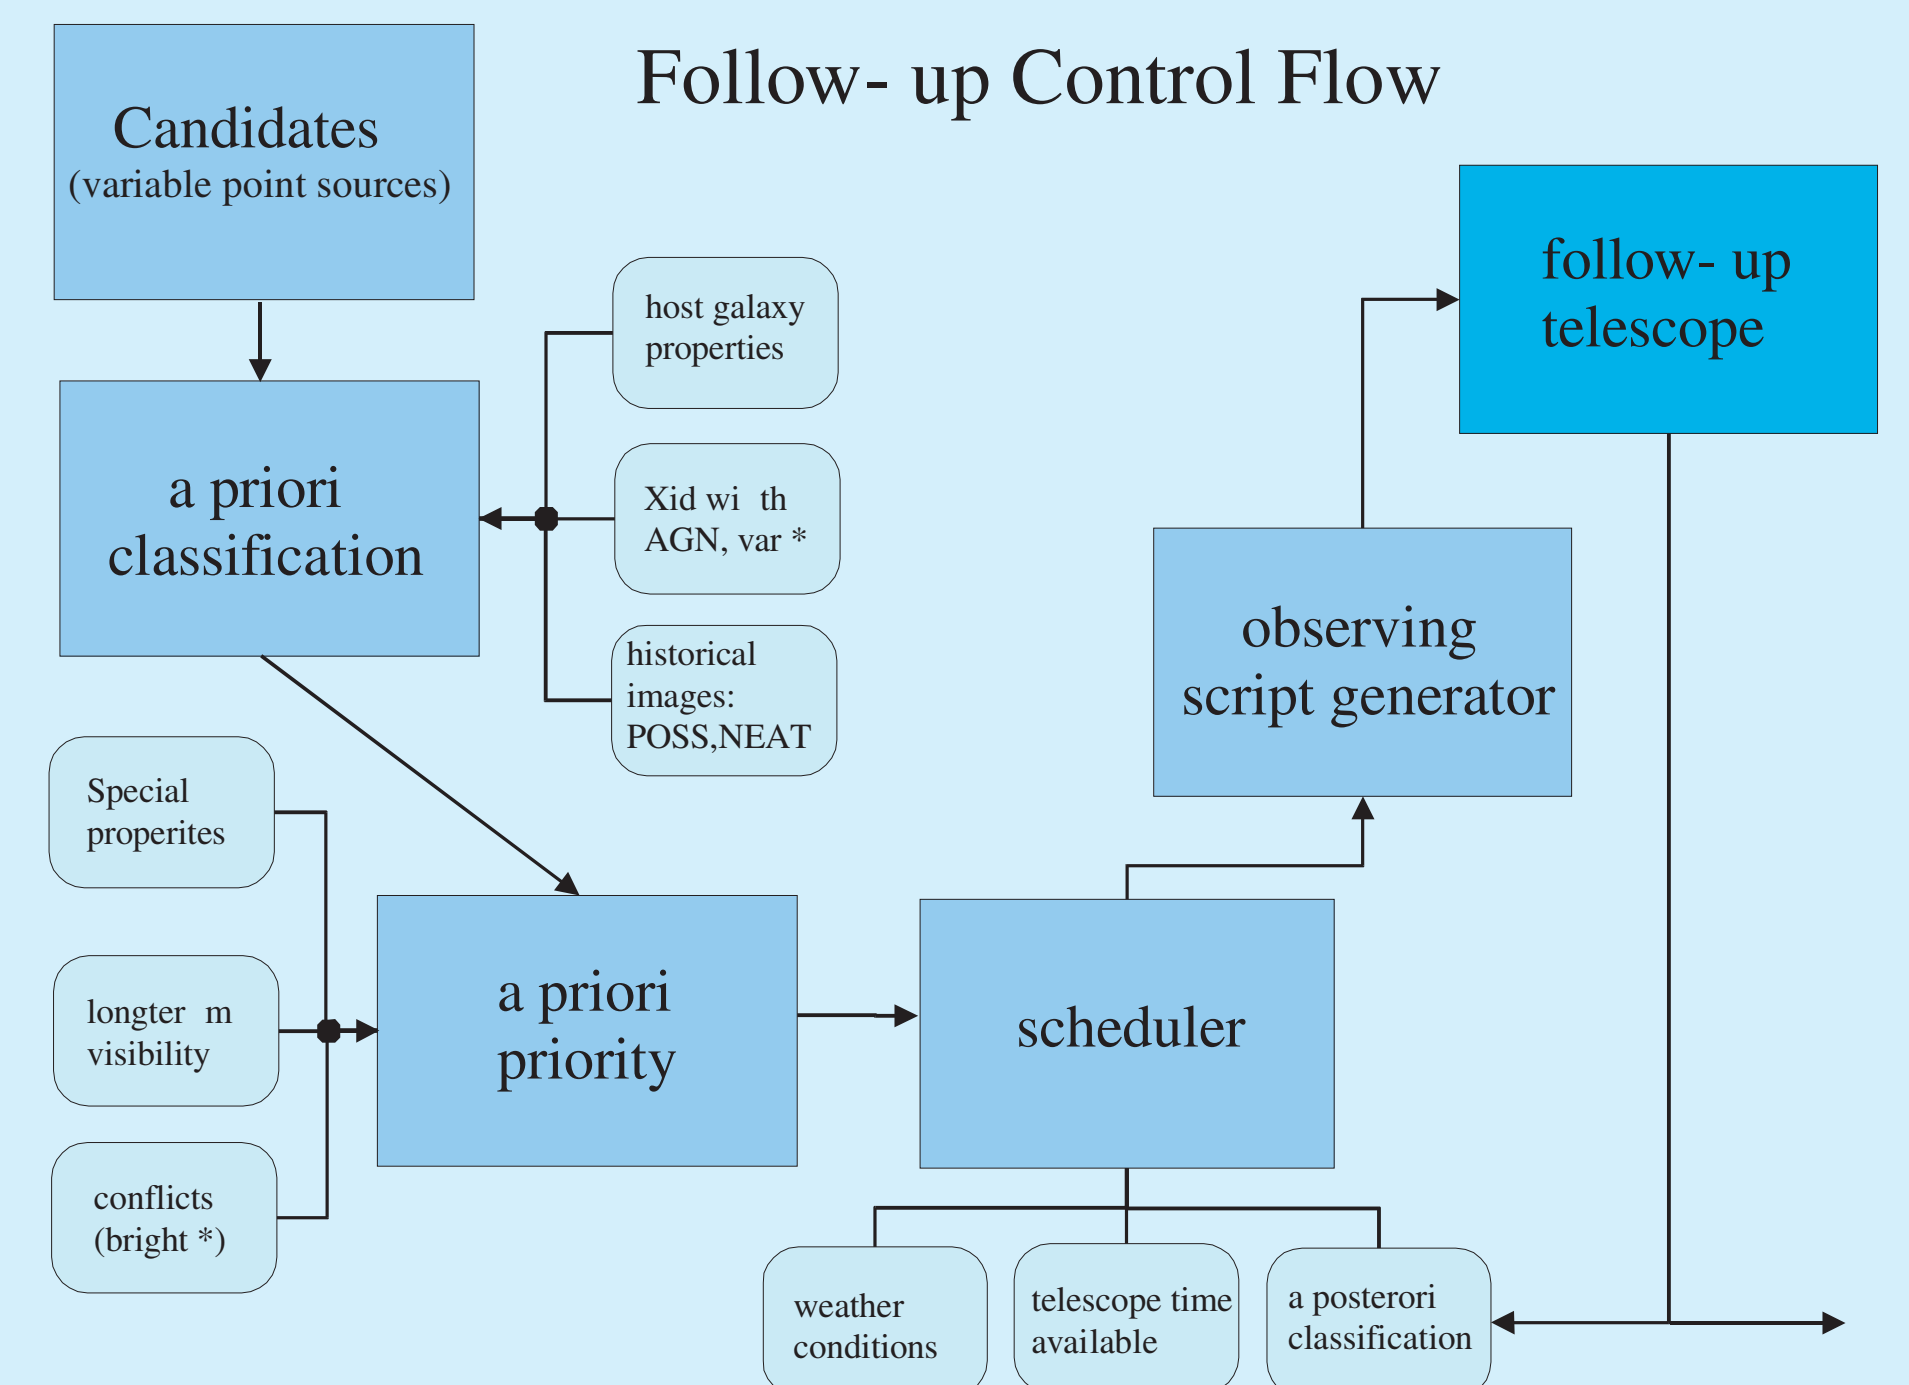 Follow- up Control Flow
Candidates
(variable point sources)
a priori
classification
host galaxy
properties
Xid wi th
AGN, var *
historical
images:
POSS,NEAT
Special
properites
longter m
visibility
conflicts
(bright *)
a priori
priority
scheduler
weather
conditions
telescope time
available
a posterori
classification
observing
script generator
follow- up
telescope